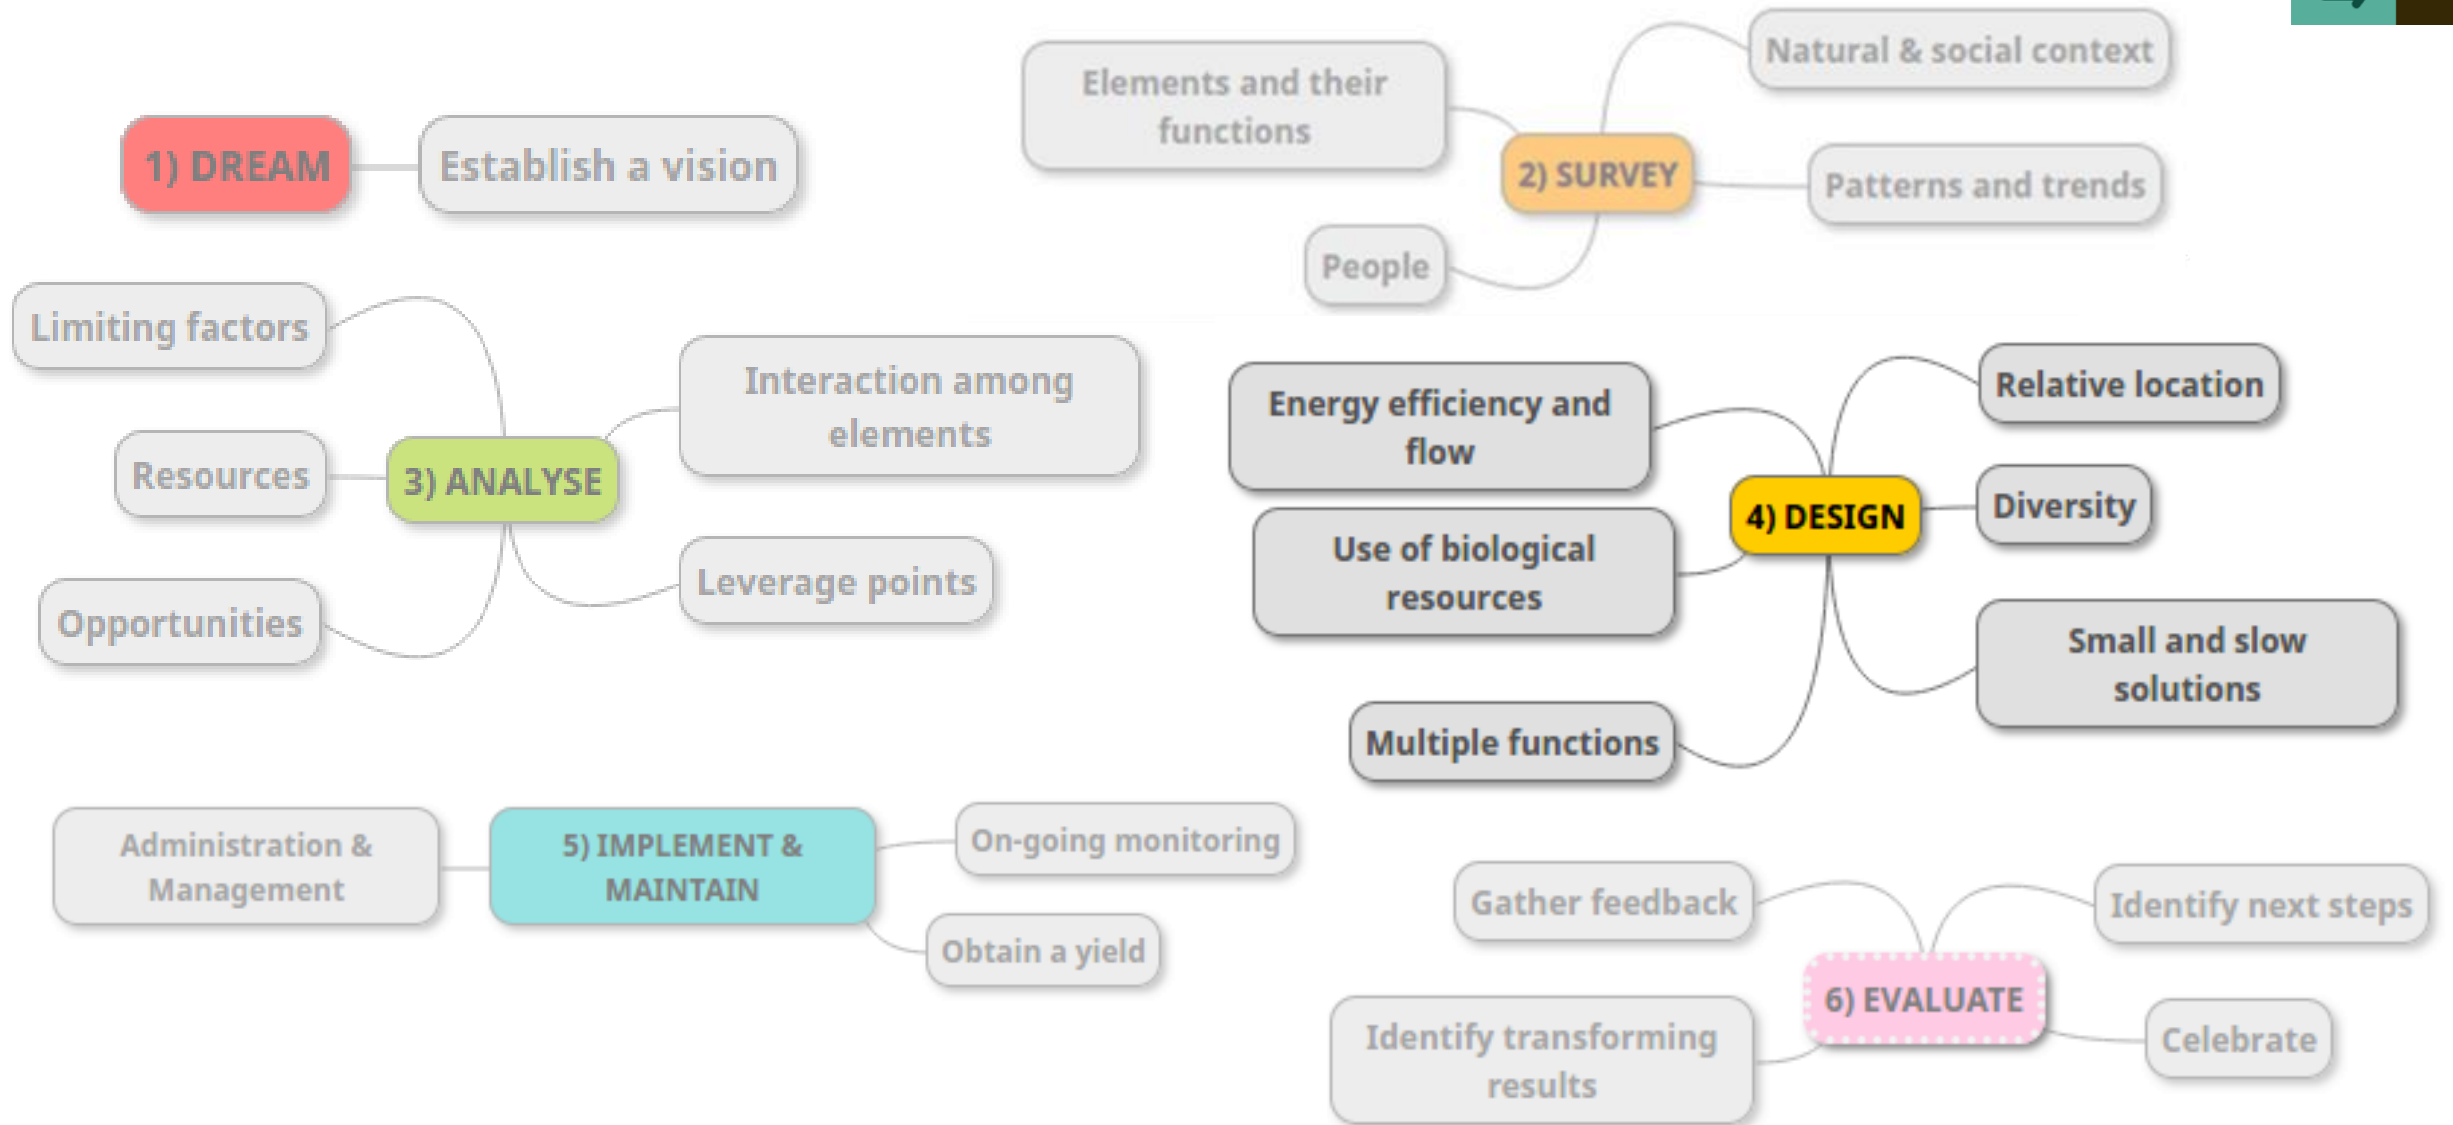 1) DREAM
Establish a vision
Elements and their
functions
Natural & social context
2) SURVEY
Patterns and trends
People
Limiting factors
Interaction among
elements
Resources
3) ANALYSE
Leverage points
Opportunities
Energy efficiency and
flow
Relative location
4) DESIGN
Diversity
Use of biological
resources
Small and slow
solutions
Multiple functions
Administration &
Management
5) IMPLEMENT &
MAINTAIN
On-going monitoring
Obtain a yield
Gather feedback
Identify next steps
6) EVALUATE
Identify transforming
results
Celebrate